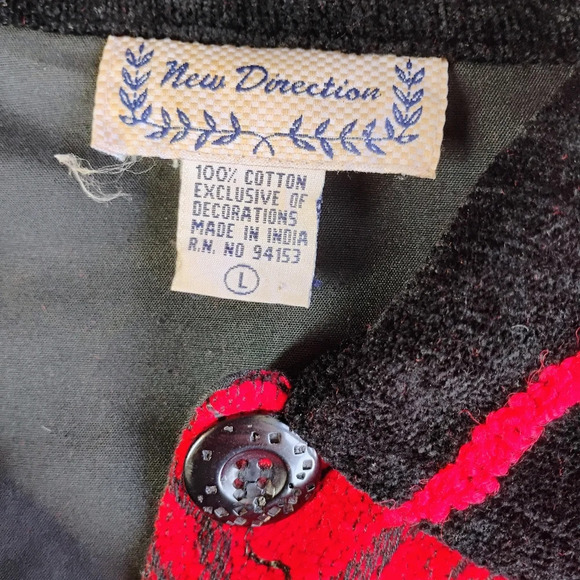 New Direction
100% COTTON
EXCLUSIVE OF
DECORATIONS
MADE IN INDIA
R.N. NO 94153
L